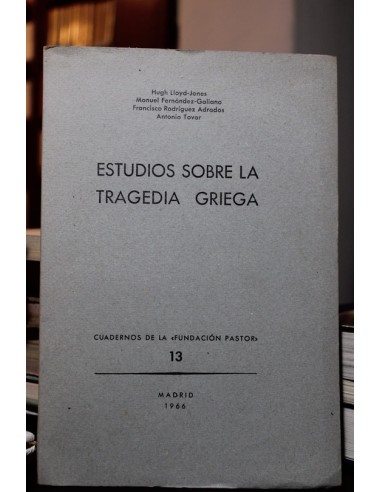 Hugh Lloyd-Jones
Manuel Fernández-Galiano
Francisco Rodríguez Adrados
Antonio Tovar
ESTUDIOS SOBRE LA
TRAGEDIA GRIEGA
CUADERNOS DE LA «FUNDACIÓN PASTOR»
13
MADRID
1966